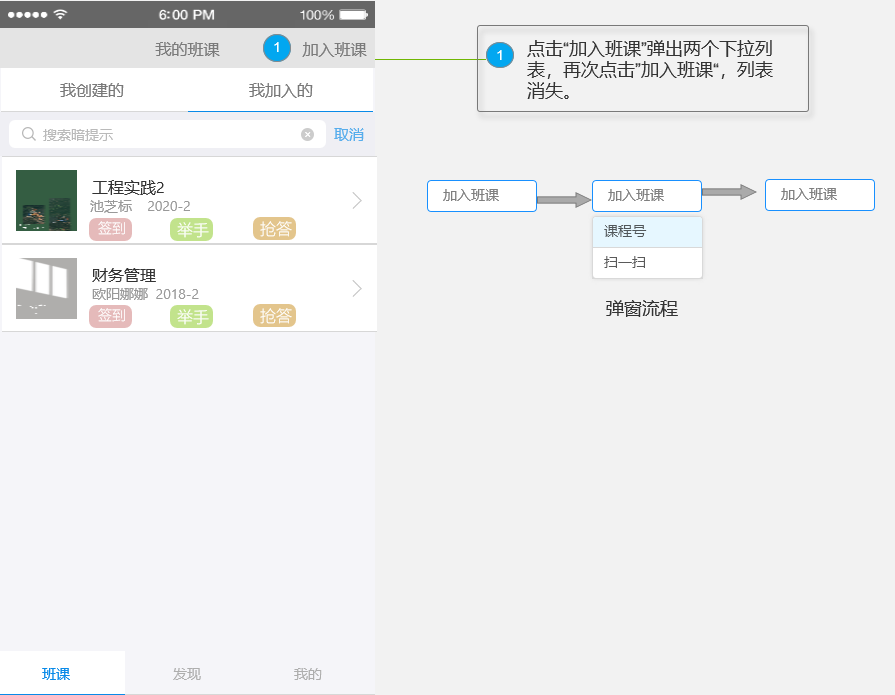 6:00 PM 100%
我的班课 1 加入班课
我创建的 我加入的
搜索暗提示 取消
工程实践2
池芝标 2020-2
签到 举手 抢答
财务管理
欧阳娜娜 2018-2
签到 举手 抢答
班课 发现 我的
1 点击“加入班课”弹出两个下拉列
表，再次点击”加入班课“，列表
消失。
加入班课 加入班课 加入班课
课程号
扫一扫
弹窗流程